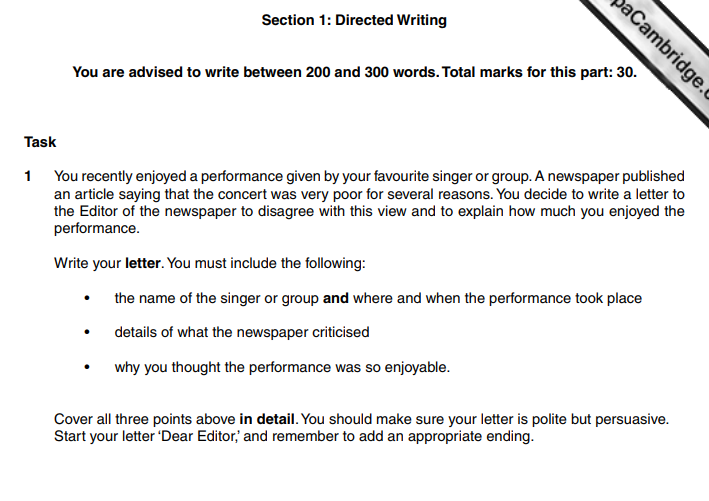 Section 1: Directed Writing
paCambridge.c
You are advised to write between 200 and 300 words. Total marks for this part: 30.
Task
1 You recently enjoyed a performance given by your favourite singer or group. A newspaper published
an article saying that the concert was very poor for several reasons. You decide to write a letter to
the Editor of the newspaper to disagree with this view and to explain how much you enjoyed the
performance.
Write your letter. You must include the following:
• the name of the singer or group and where and when the performance took place
• details of what the newspaper criticised
• why you thought the performance was so enjoyable.
Cover all three points above in detail. You should make sure your letter is polite but persuasive.
Start your letter ‘Dear Editor,’ and remember to add an appropriate ending.